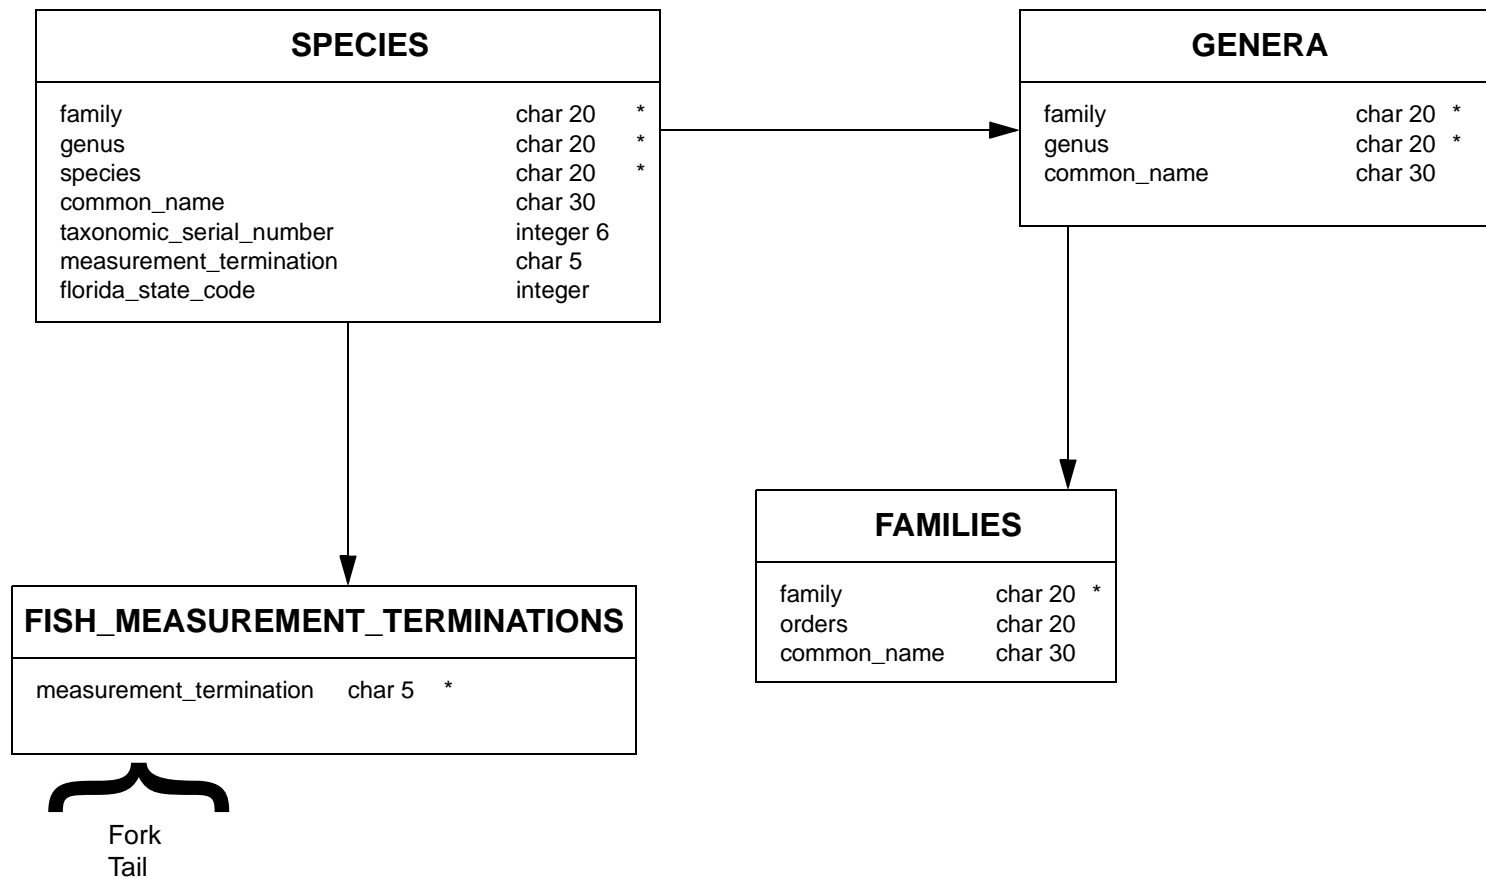 SPECIES
family char 20 *
genus char 20 *
species char 20 *
common_name char 30
taxonomic_serial_number integer 6
measurement_termination char 5
florida_state_code integer
GENERA
family char 20 *
genus char 20 *
common_name char 30
FAMILIES
family char 20 *
orders char 20
common_name char 30
FISH_MEASUREMENT_TERMINATIONS
measurement_termination char 5 *
Fork
Tail